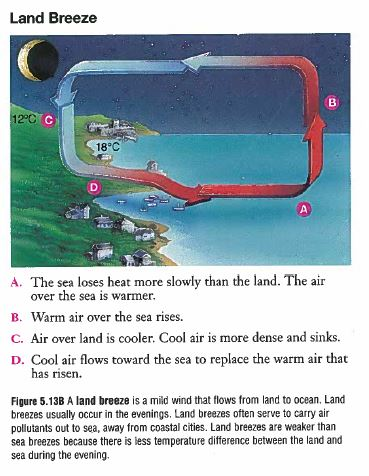 Land Breeze
B
12°C C
18°C
D
A
A. The sea loses heat more slowly than the land. The air
over the sea is warmer.
B. Warm air over the sea rises.
C. Air over land is cooler. Cool air is more dense and sinks.
D. Cool air flows toward the sea to replace the warm air that
has risen.
Figure 5.13B A land breeze is a mild wind that flows from land to ocean. Land
breezes usually occur in the evenings. Land breezes often serve to carry air
pollutants out to sea, away from coastal cities. Land breezes are weaker than
sea breezes because there is less temperature difference between the land and
sea during the evening.